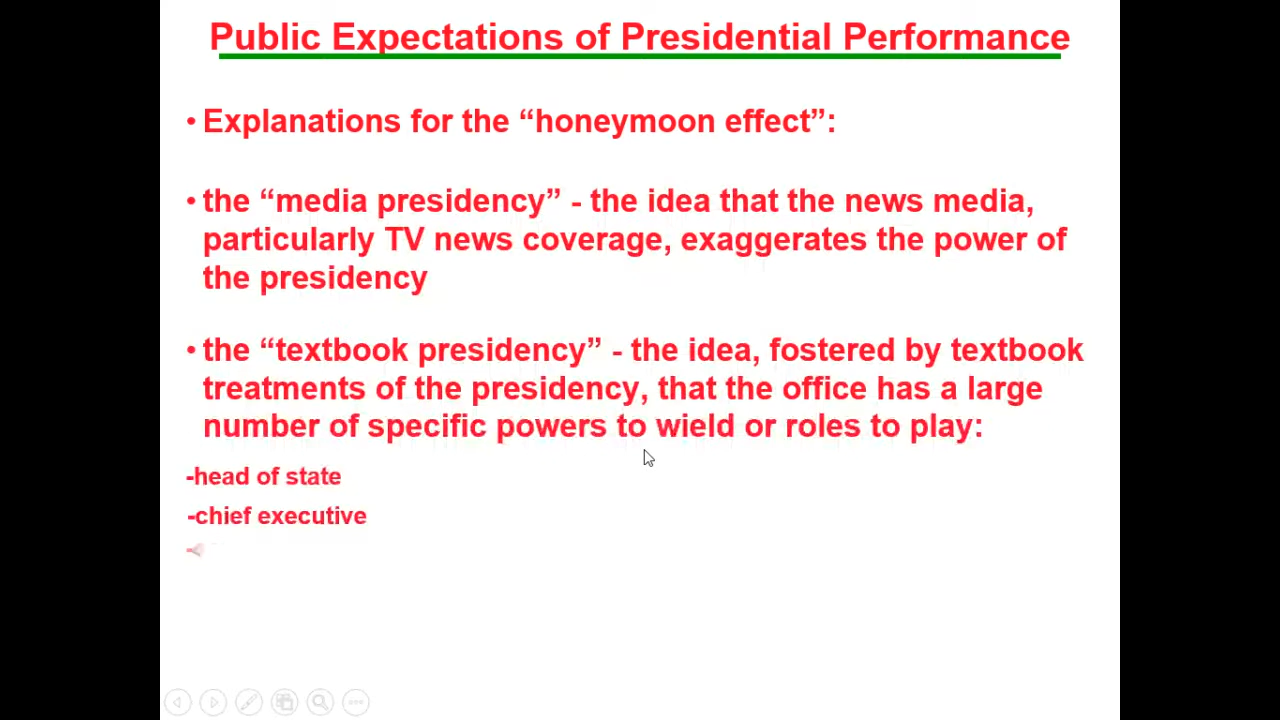 Public Expectations of Presidential Performance
• Explanations for the “honeymoon effect”:
• the “media presidency” - the idea that the news media,
particularly TV news coverage, exaggerates the power of
the presidency
• the “textbook presidency” - the idea, fostered by textbook
treatments of the presidency, that the office has a large
number of specific powers to wield or roles to play:
-head of state
-chief executive
-